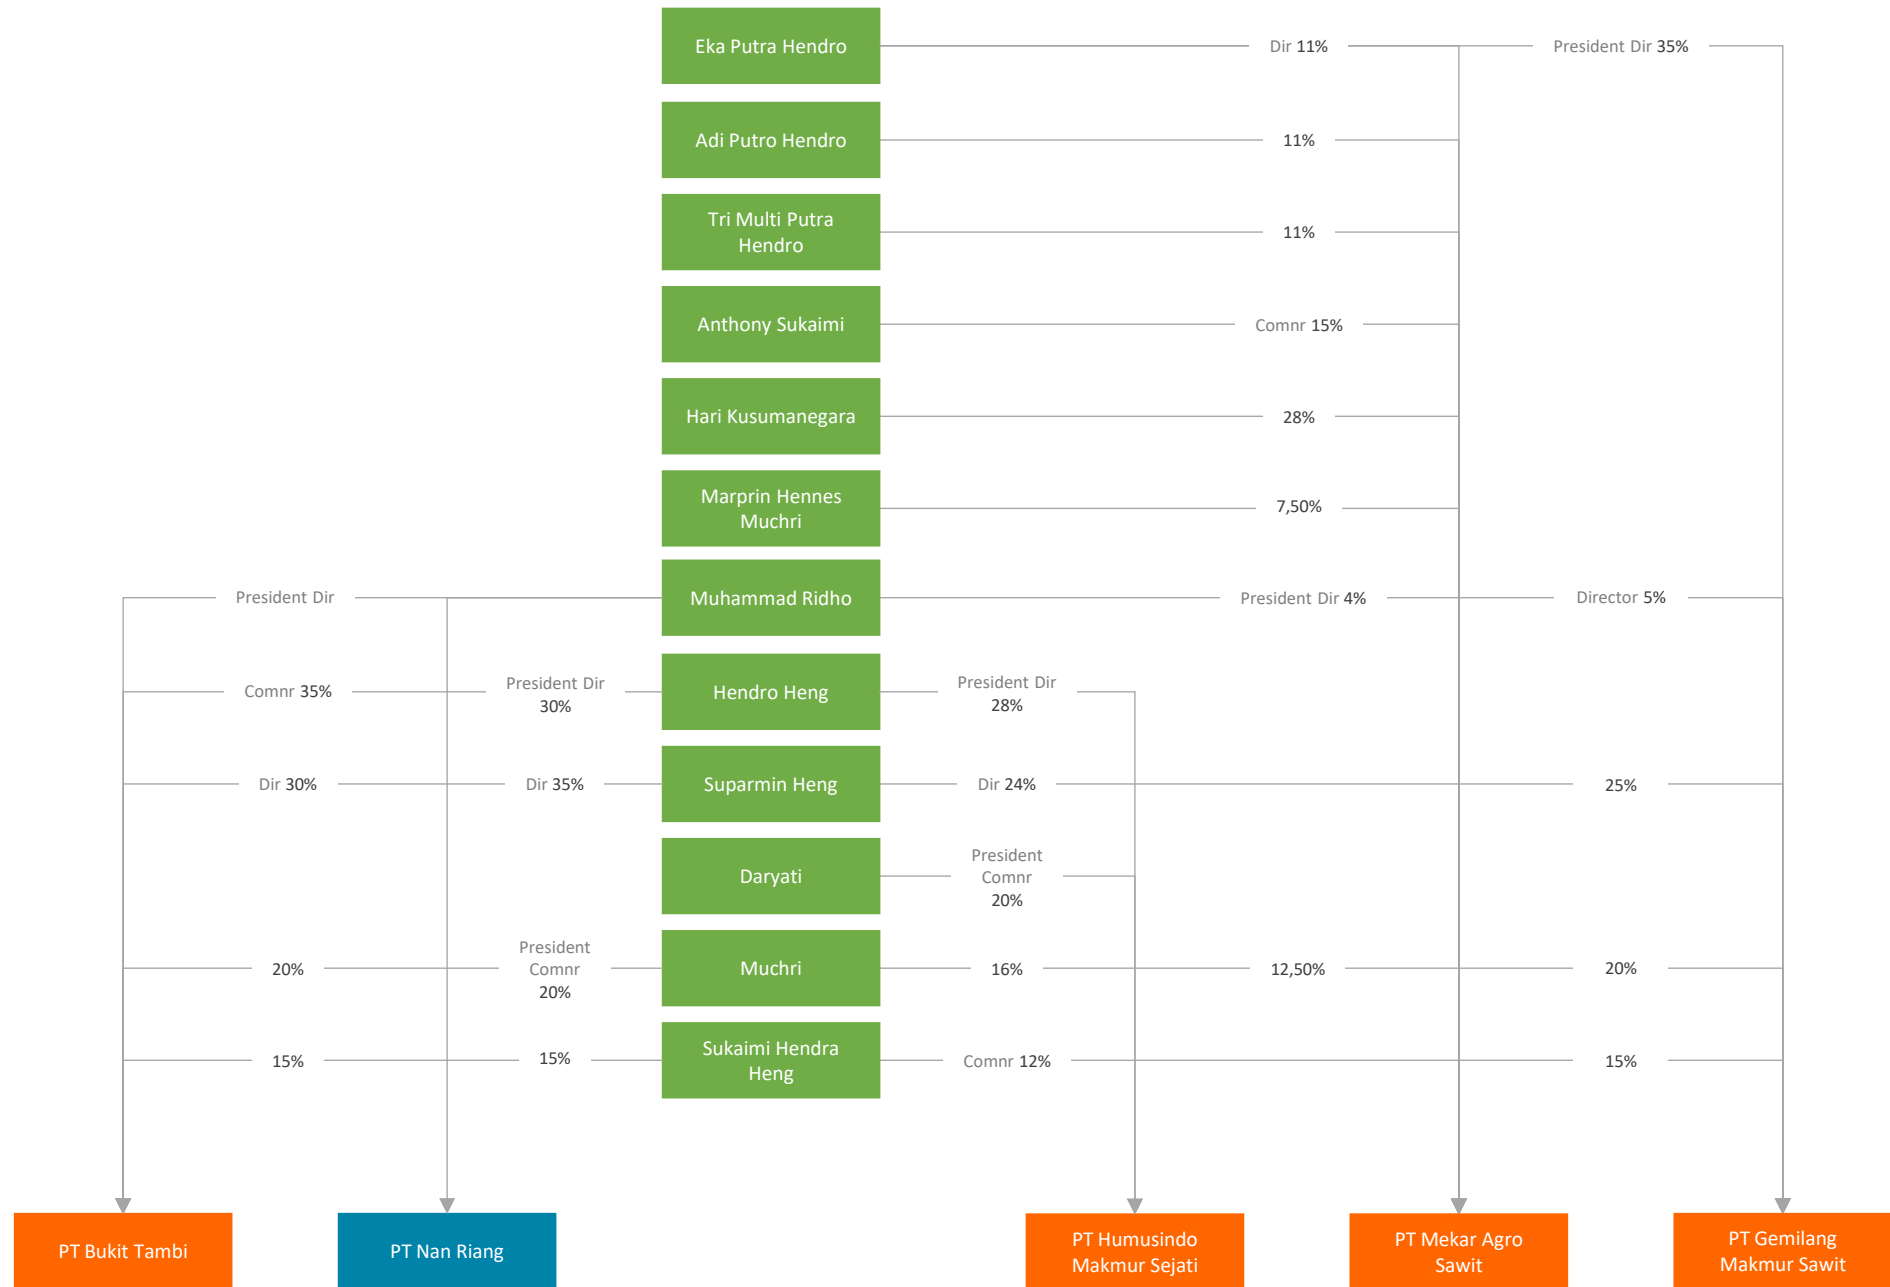 Eka Putra Hendro
Dir 11%
President Dir 35%
Adi Putro Hendro
11%
Tri Multi Putra
Hendro
11%
Anthony Sukaimi
Comnr 15%
Hari Kusumanegara
28%
Marprin Hennes
Muchri
7,50%
President Dir
Muhammad Ridho
President Dir 4%
Director 5%
Comnr 35%
President Dir
30%
Hendro Heng
President Dir
28%
Dir 30%
Dir 35%
Suparmin Heng
Dir 24%
25%
Daryati
President
Comnr
20%
20%
President
Comnr
20%
Muchri
16%
12,50%
20%
15%
15%
Sukaimi Hendra
Heng
Comnr 12%
15%
PT Bukit Tambi
PT Nan Riang
PT Humusindo
Makmur Sejati
PT Mekar Agro
Sawit
PT Gemilang
Makmur Sawit